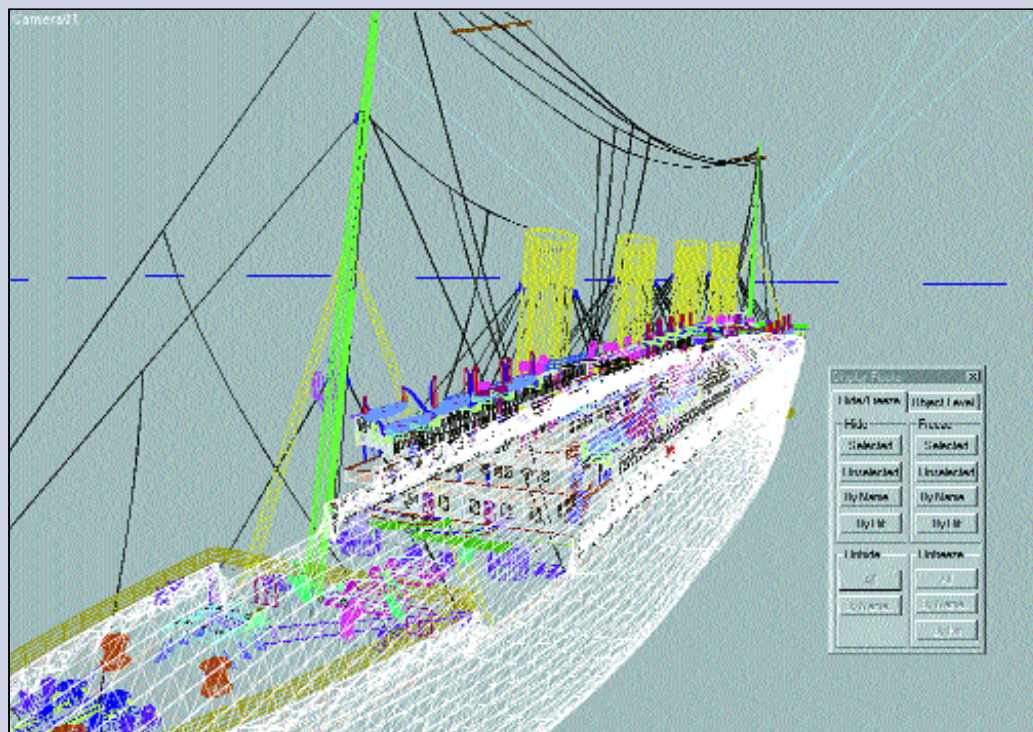 Camera01
Hide/Freeze
Object Level
Hide
Freeze
Selected
Selected
Unselected
Unselected
By Name
By Name
By Hit
By Hit
Unhide
Unfreeze
All
All
By Name
By Name
By Hit